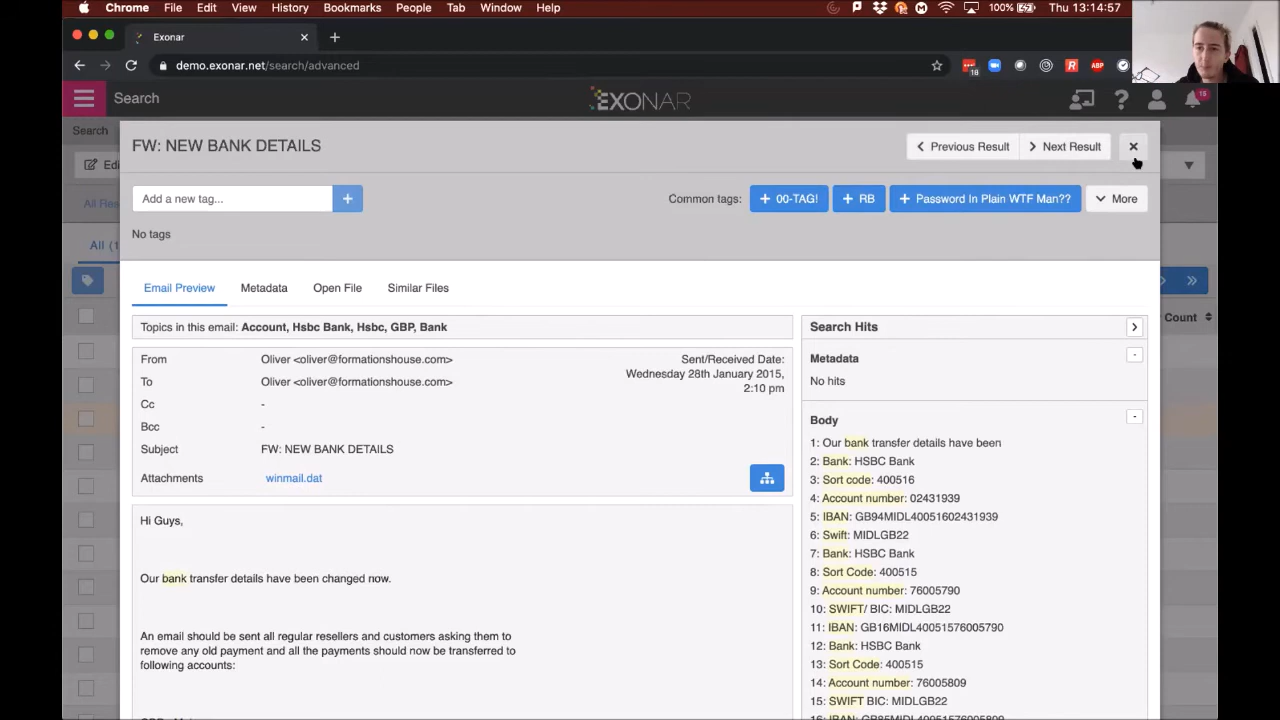 Chrome File Edit View History Bookmarks People Tab Window Help 100% Thu 13:14:57
Exonar
demo.exonar.net/search/advanced
18
Search
EXONAR
15
Search
FW: NEW BANK DETAILS
Previous Result
Next Result
Add a new tag...
Common tags:
00-TAG!
RB
Password In Plain WTF Man??
More
No tags
All (1
Email Preview
Metadata
Open File
Similar Files
Count
Topics in this email: Account, Hsbc Bank, Hsbc, GBP, Bank
From Oliver <oliver@formationshouse.com>
To Oliver <oliver@formationshouse.com>
Cc -
Bcc -
Subject FW: NEW BANK DETAILS
Attachments winmail.dat
Sent/Received Date:
Wednesday 28th January 2015,
2:10 pm
Hi Guys,
Our bank transfer details have been changed now.
An email should be sent all regular resellers and customers asking them to
remove any old payment and all the payments should now be transferred to
following accounts:
Search Hits
Metadata
No hits
Body
1: Our bank transfer details have been
2: Bank: HSBC Bank
3: Sort code: 400516
4: Account number: 02431939
5: IBAN: GB94MIDL40051602431939
6: Swift: MIDLGB22
7: Bank: HSBC Bank
8: Sort Code: 400515
9: Account number: 76005790
10: SWIFT/ BIC: MIDLGB22
11: IBAN: GB16MIDL40051576005790
12: Bank: HSBC Bank
13: Sort Code: 400515
14: Account number: 76005809
15: SWIFT BIC: MIDLGB22
16: IBAN: GB85MIDL40051576005809